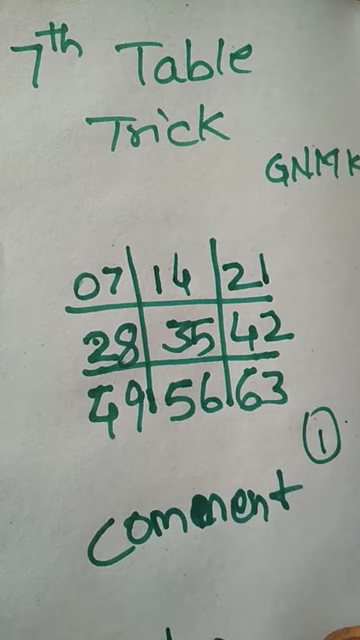 7th Table
Trick
GNMK
07 14 21
28 35 42
49 56 63
1
comment